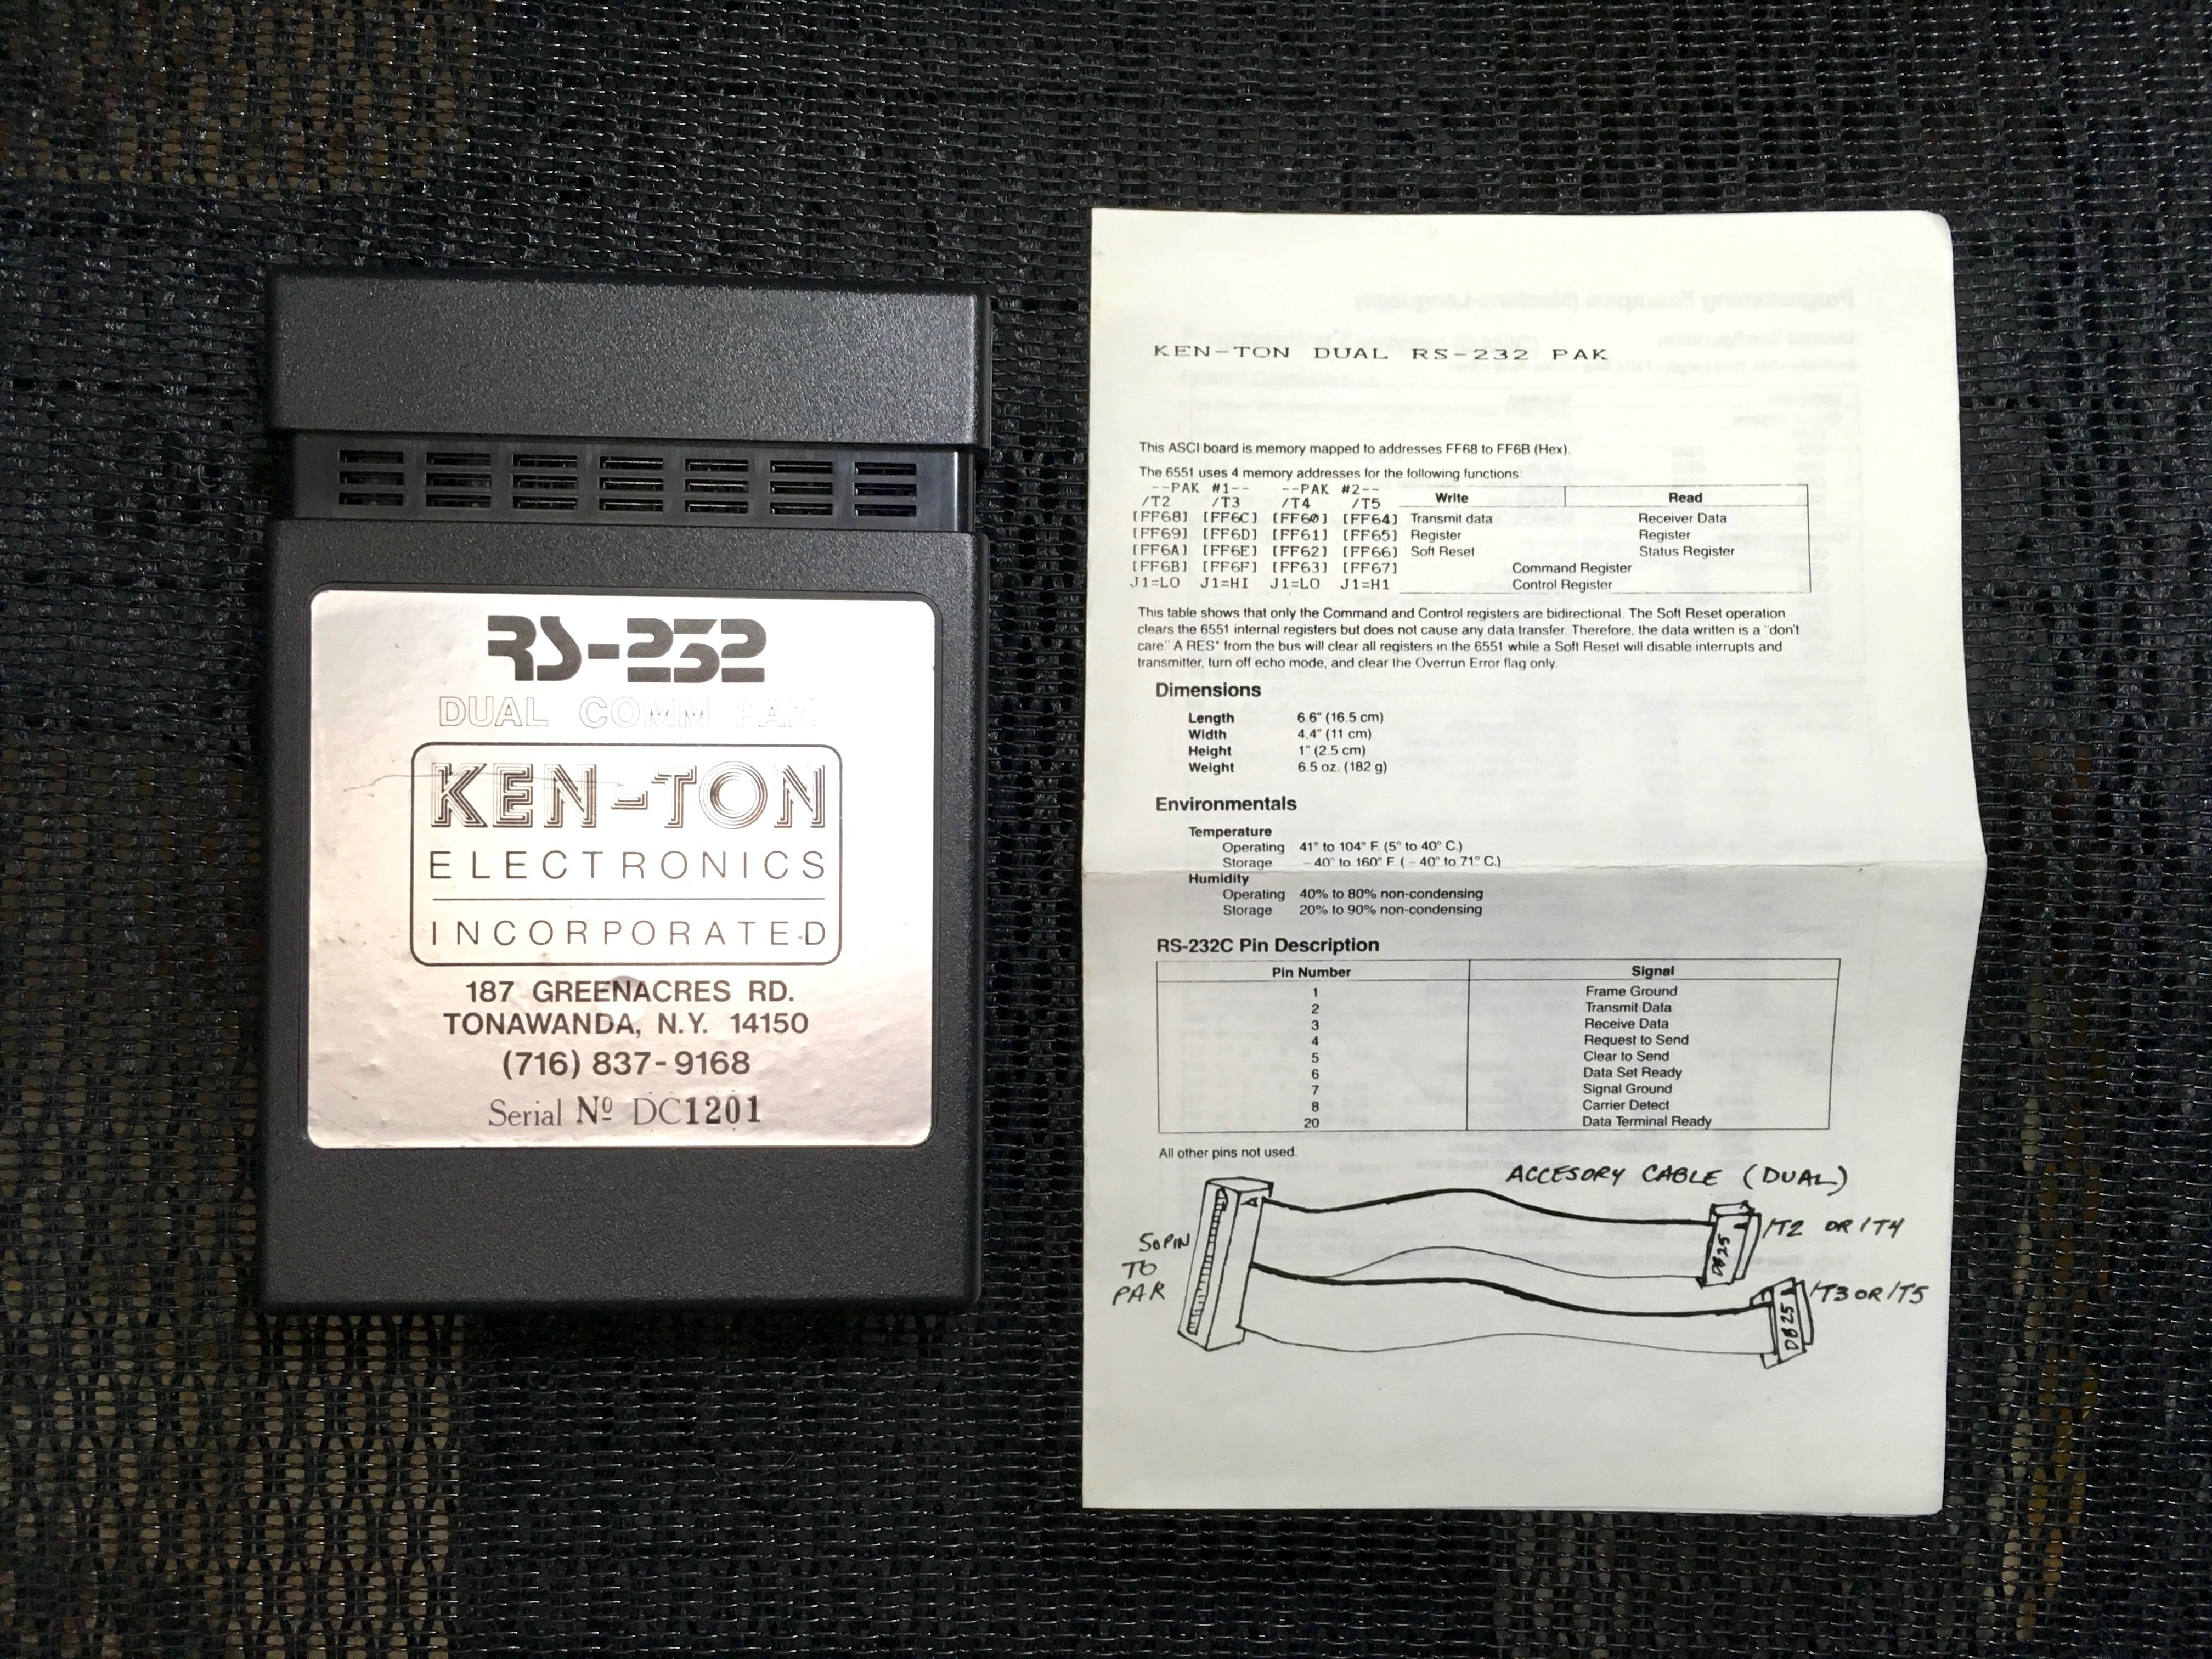 RS-232
DUAL COMM PAK
KEN-TON
ELECTRONICS
INCORPORATED
187 GREENACRES RD.
TONAWANDA, N.Y. 14150
(716) 837-9168
Serial Nº DC1201
KEN-TON DUAL RS-232 PAK
This ASCI board is memory mapped to addresses FF68 to FF6B (Hex).
The 6551 uses 4 memory addresses for the following functions:
--PAK #1-- --PAK #2--
/T2 /T3 /T4 /T5 Write Read
[FF68] [FF6C] [FF60] [FF64] Transmit data Receiver Data
[FF69] [FF6D] [FF61] [FF65] Register Register
[FF6A] [FF6E] [FF62] [FF66] Soft Reset Status Register
[FF6B] [FF6F] [FF63] [FF67] Command Register
J1=LO J1=HI J1=LO J1=H1 Control Register
This table shows that only the Command and Control registers are bidirectional. The Soft Reset operation
clears the 6551 internal registers but does not cause any data transfer. Therefore, the data written is a "don't
care." A RES* from the bus will clear all registers in the 6551 while a Soft Reset will disable interrupts and
transmitter, turn off echo mode, and clear the Overrun Error flag only.
Dimensions
Length 6.6" (16.5 cm)
Width 4.4" (11 cm)
Height 1" (2.5 cm)
Weight 6.5 oz. (182 g)
Environmentals
Temperature
Operating 41° to 104° F. (5° to 40° C.)
Storage – 40° to 160° F. ( – 40° to 71° C.)
Humidity
Operating 40% to 80% non-condensing
Storage 20% to 90% non-condensing
RS-232C Pin Description
Pin Number Signal
1 Frame Ground
2 Transmit Data
3 Receive Data
4 Request to Send
5 Clear to Send
6 Data Set Ready
7 Signal Ground
8 Carrier Detect
20 Data Terminal Ready
All other pins not used.
ACCESORY CABLE (DUAL)
50 PIN
TO
PAK
DB25
/T2 OR /T4
DB25
/T3 OR /T5